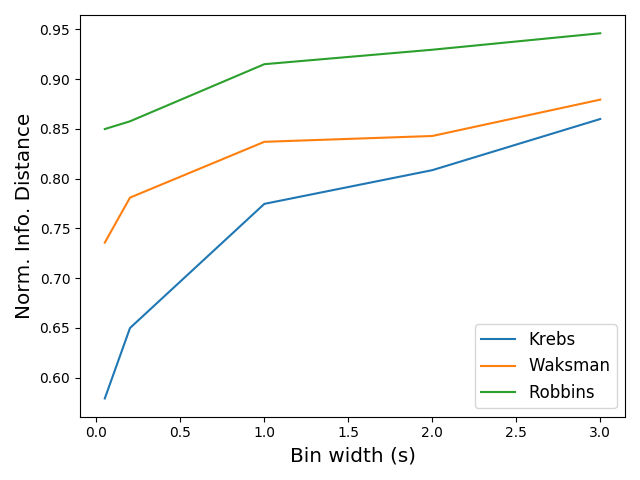 0.95
0.90
0.85
0.80
0.75
0.70
0.65
0.60
Norm. Info. Distance
Krebs
Waksman
Robbins
0.0 0.5 1.0 1.5 2.0 2.5 3.0
Bin width (s)